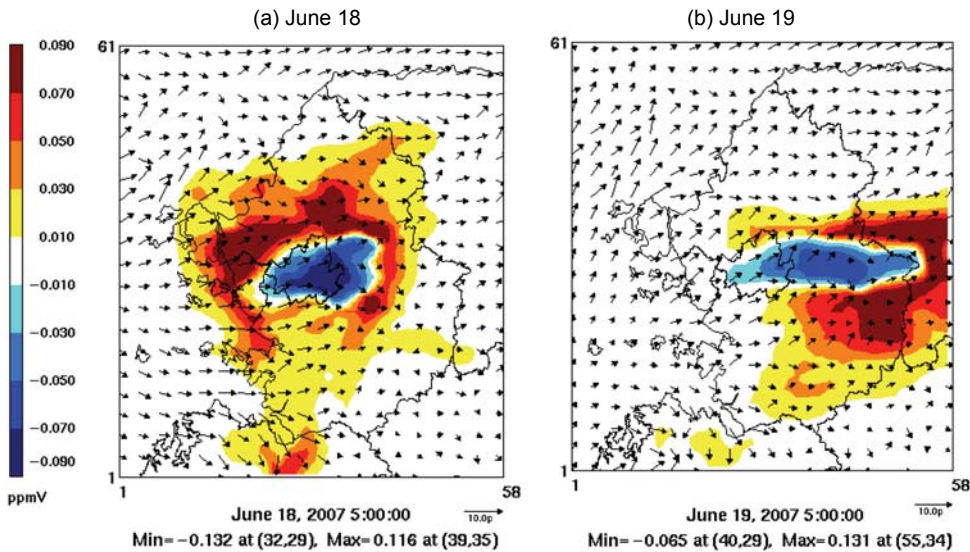 (a) June 18
(b) June 19
0.090
0.070
0.050
0.030
0.010
−0.010
−0.030
−0.050
−0.070
−0.090
ppmV
61
1
1
58
10.0p
June 18, 2007 5:00:00
Min= −0.132 at (32,29), Max= 0.116 at (39,35)
61
1
1
58
10.0p
June 19, 2007 5:00:00
Min= −0.065 at (40,29), Max= 0.131 at (55,34)